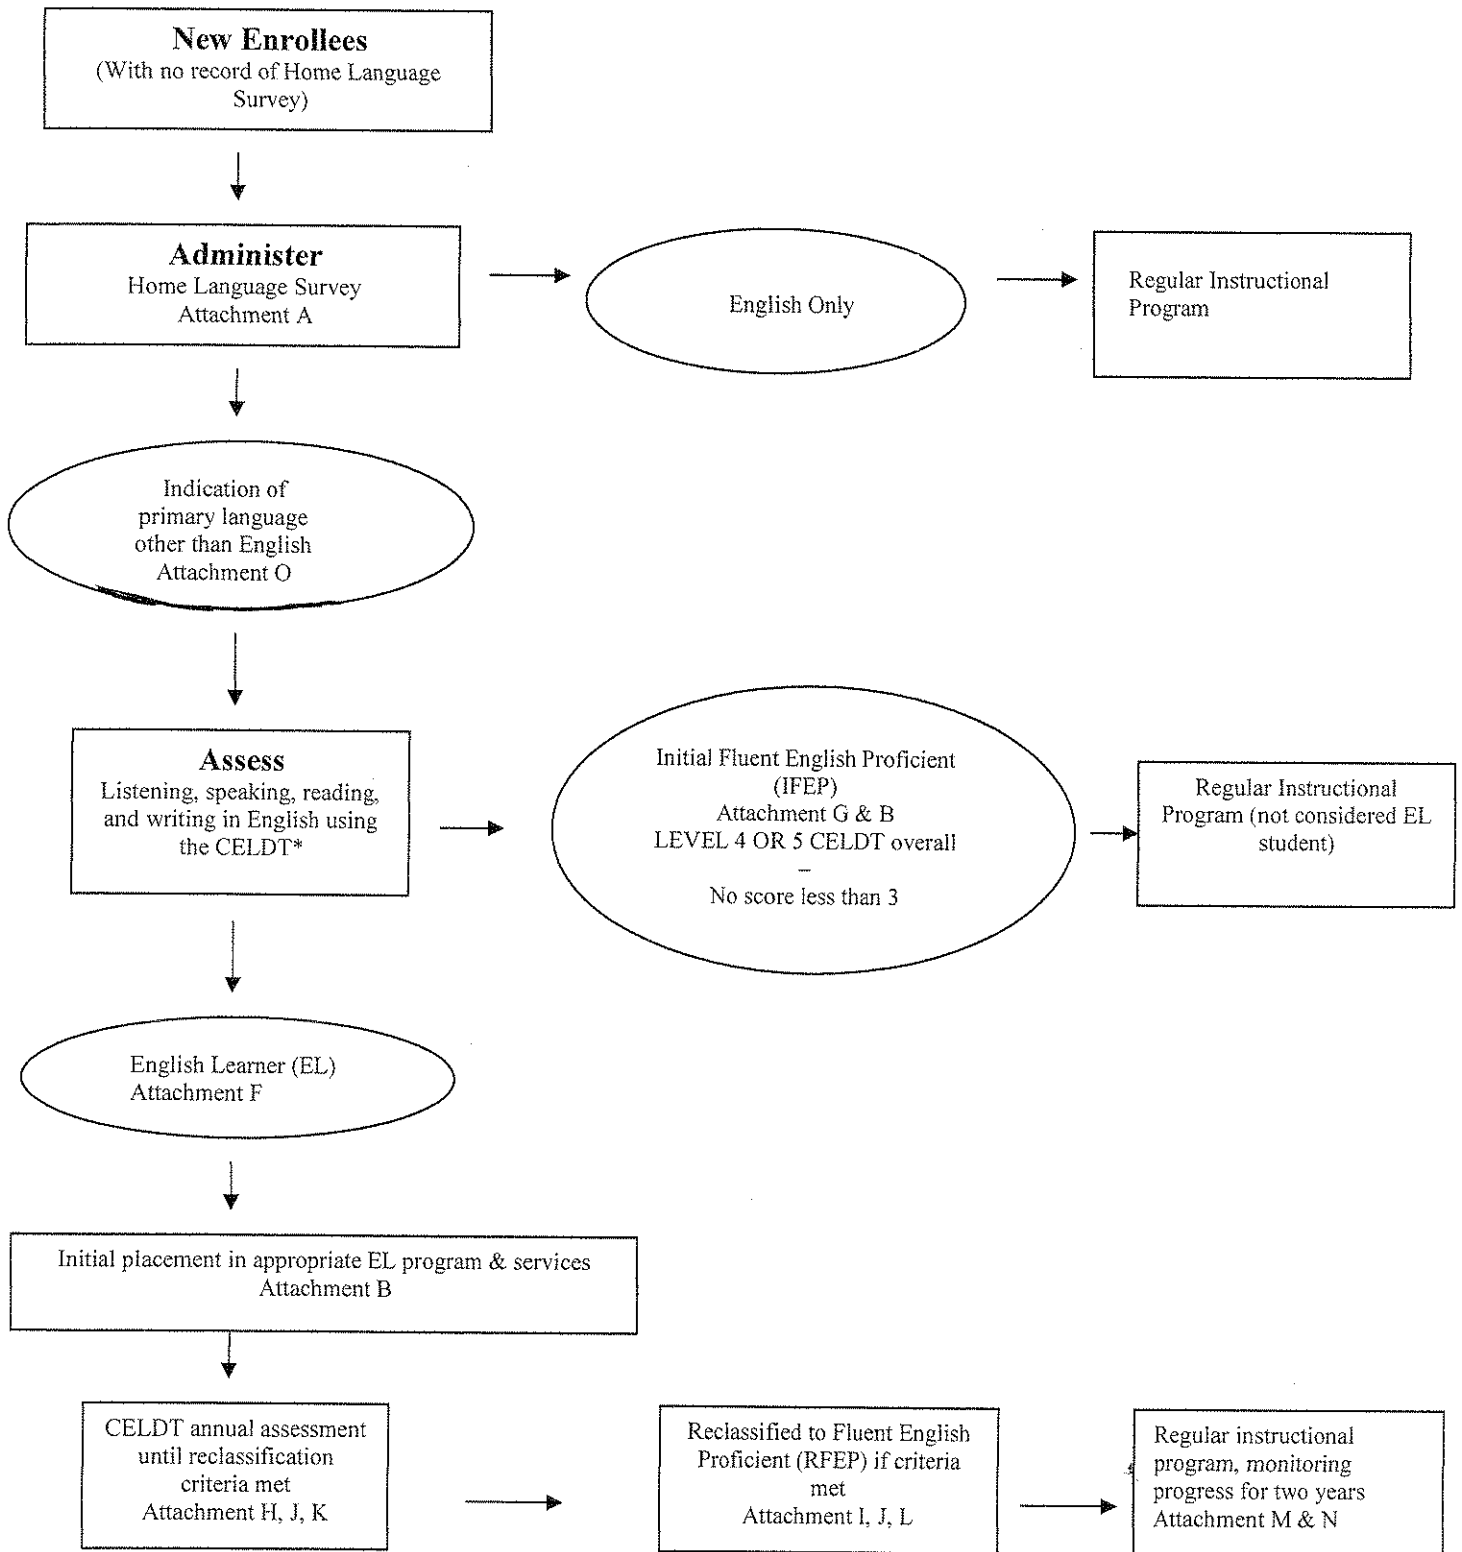 New Enrollees
(With no record of Home Language
Survey)
Administer
Home Language Survey
Attachment A
English Only
Regular Instructional
Program
Indication of
primary language
other than English
Attachment O
Assess
Listening, speaking, reading,
and writing in English using
the CELDT*
Initial Fluent English Proficient
(IFEP)
Attachment G & B
LEVEL 4 OR 5 CELDT overall
–
No score less than 3
Regular Instructional
Program (not considered EL
student)
English Learner (EL)
Attachment F
Initial placement in appropriate EL program & services
Attachment B
CELDT annual assessment
until reclassification
criteria met
Attachment H, J, K
Reclassified to Fluent English
Proficient (RFEP) if criteria
met
Attachment I, J, L
Regular instructional
program, monitoring
progress for two years
Attachment M & N